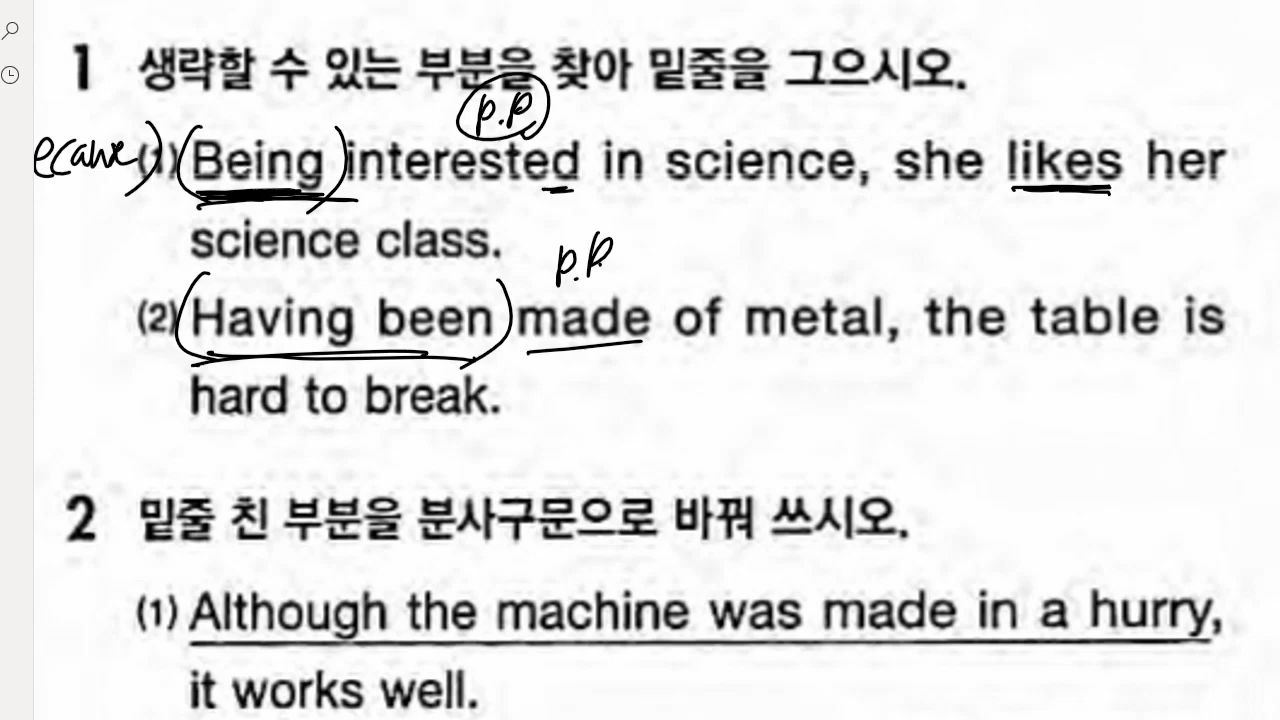 1 생략할 수 있는 부분을 찾아 밑줄을 그으시오.
p.p
(1) (Being) interested in science, she likes her
science class.
p.p.
(2) (Having been) made of metal, the table is
hard to break.
2 밑줄 친 부분을 분사구문으로 바꿔 쓰시오.
(1) Although the machine was made in a hurry,
it works well.